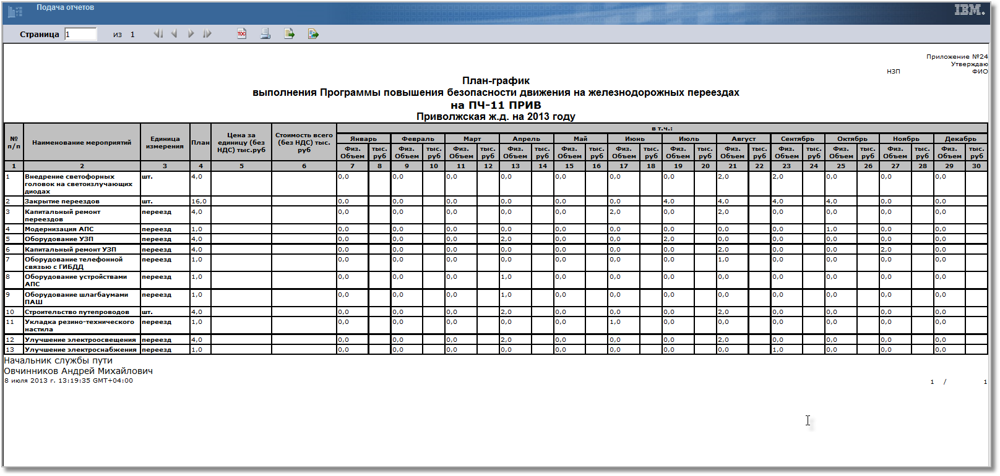 Подача отчетов
IBM.
Страница 1 из 1
TOC
Приложение №24
Утверждаю
НЗП ФИО
План-график
выполнения Программы повышения безопасности движения на железнодорожных переездах
на ПЧ-11 ПРИВ
Приволжская ж.д. на 2013 году
№ п/п Наименование мероприятий Единица измерения План Цена за единицу (без НДС) тыс.руб Стоимость всего (без НДС) тыс. руб в т.ч.:
Январь Февраль Март Апрель Май Июнь Июль Август Сентябрь Октябрь Ноябрь Декабрь
Физ. Объем тыс. руб Физ. Объем тыс. руб Физ. Объем тыс. руб Физ. Объем тыс. руб Физ. Объем тыс. руб Физ. Объем тыс. руб Физ. Объем тыс. руб Физ. Объем тыс. руб Физ. Объем тыс. руб Физ. Объем тыс. руб Физ. Объем тыс. руб Физ. Объем тыс. руб
1 2 3 4 5 6 7 8 9 10 11 12 13 14 15 16 17 18 19 20 21 22 23 24 25 26 27 28 29 30
1 Внедрение светофорных головок на светоизлучающих диодах шт. 4,0 0,0 0,0 0,0 0,0 0,0 0,0 0,0 2,0 2,0 0,0 0,0 0,0
2 Закрытие переездов шт. 16,0 0,0 0,0 0,0 0,0 0,0 0,0 4,0 4,0 4,0 4,0 0,0 0,0
3 Капитальный ремонт переездов переезд 4,0 0,0 0,0 0,0 0,0 0,0 2,0 0,0 2,0 0,0 0,0 0,0 0,0
4 Модернизация АПС переезд 1,0 0,0 0,0 0,0 0,0 0,0 0,0 0,0 0,0 0,0 1,0 0,0 0,0
5 Оборудование УЗП переезд 4,0 0,0 0,0 0,0 2,0 0,0 0,0 2,0 0,0 0,0 0,0 0,0 0,0
6 Капитальный ремонт УЗП переезд 4,0 0,0 0,0 0,0 0,0 0,0 0,0 0,0 2,0 0,0 0,0 2,0 0,0
7 Оборудование телефонной связью с ГИБДД переезд 1,0 0,0 0,0 0,0 0,0 0,0 0,0 0,0 1,0 0,0 0,0 0,0 0,0
8 Оборудование устройствами АПС переезд 1,0 0,0 0,0 0,0 1,0 0,0 0,0 0,0 0,0 0,0 0,0 0,0 0,0
9 Оборудование шлагбаумами ПАШ переезд 1,0 0,0 0,0 0,0 1,0 0,0 0,0 0,0 0,0 0,0 0,0 0,0 0,0
10 Строительство путепроводов шт. 4,0 0,0 0,0 0,0 2,0 0,0 0,0 0,0 2,0 0,0 0,0 0,0 0,0
11 Укладка резино-технического настила переезд 1,0 0,0 0,0 0,0 0,0 0,0 1,0 0,0 0,0 0,0 0,0 0,0 0,0
12 Улучшение электроосвещения переезд 4,0 0,0 0,0 0,0 2,0 0,0 0,0 0,0 2,0 0,0 0,0 0,0 0,0
13 Улучшение электроснабжения переезд 1,0 0,0 0,0 0,0 0,0 0,0 0,0 0,0 0,0 1,0 0,0 0,0 0,0
Начальник службы пути
Овчинников Андрей Михайлович
8 июля 2013 г. 13:19:35 GMT+04:00
1 / 1